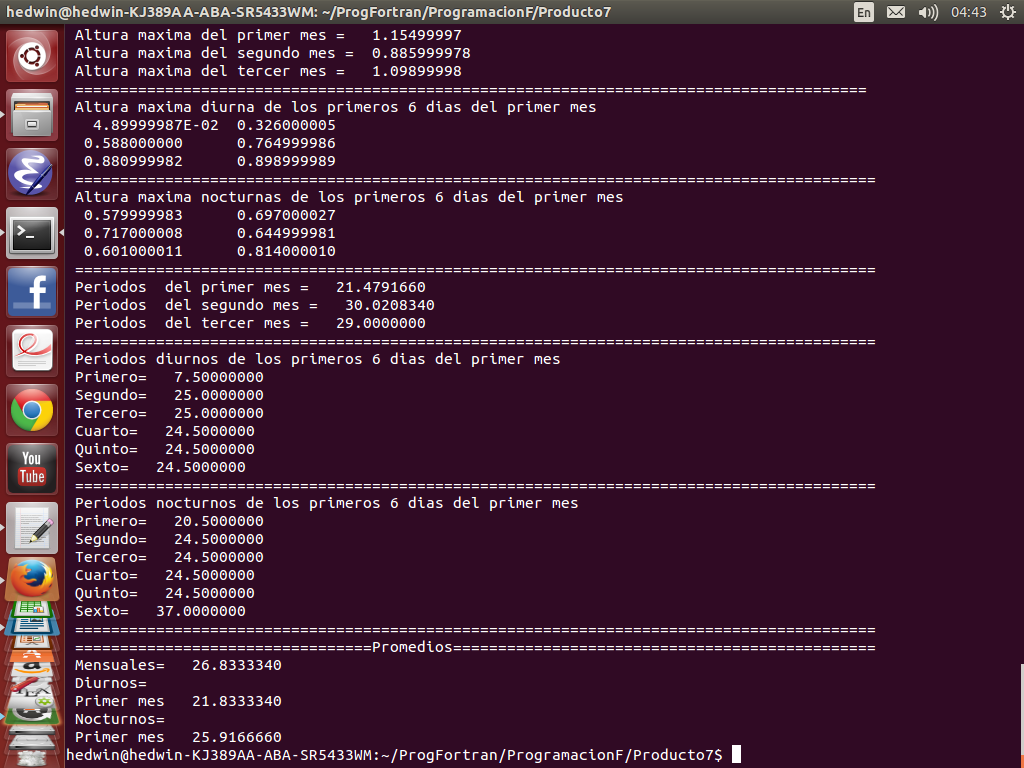 hedwin@hedwin-KJ389AA-ABA-SR5433WM: ~/ProgFortran/ProgramacionF/Producto7
En
04:43
Altura maxima del primer mes =   1.15499997
Altura maxima del segundo mes =  0.885999978
Altura maxima del tercer mes =   1.09899998
========================================================================================
Altura maxima diurna de los primeros 6 dias del primer mes
  4.89999987E-02  0.326000005
 0.588000000      0.764999986
 0.880999982      0.898999989
=========================================================================================
Altura maxima nocturnas de los primeros 6 dias del primer mes
 0.579999983      0.697000027
 0.717000008      0.644999981
 0.601000011      0.814000010
=========================================================================================
Periodos  del primer mes =   21.4791660
Periodos  del segundo mes =   30.0208340
Periodos  del tercer mes =   29.0000000
=========================================================================================
Periodos diurnos de los primeros 6 dias del primer mes
Primero=   7.50000000
Segundo=   25.0000000
Tercero=   25.0000000
Cuarto=   24.5000000
Quinto=   24.5000000
Sexto=   24.5000000
=========================================================================================
Periodos nocturnos de los primeros 6 dias del primer mes
Primero=   20.5000000
Segundo=   24.5000000
Tercero=   24.5000000
Cuarto=   24.5000000
Quinto=   24.5000000
Sexto=   37.0000000
=========================================================================================
=================================Promedios===============================================
Mensuales=   26.8333340
Diurnos=
Primer mes   21.8333340
Nocturnos=
Primer mes   25.9166660
hedwin@hedwin-KJ389AA-ABA-SR5433WM:~/ProgFortran/ProgramacionF/Producto7$
f
You
Tube
a